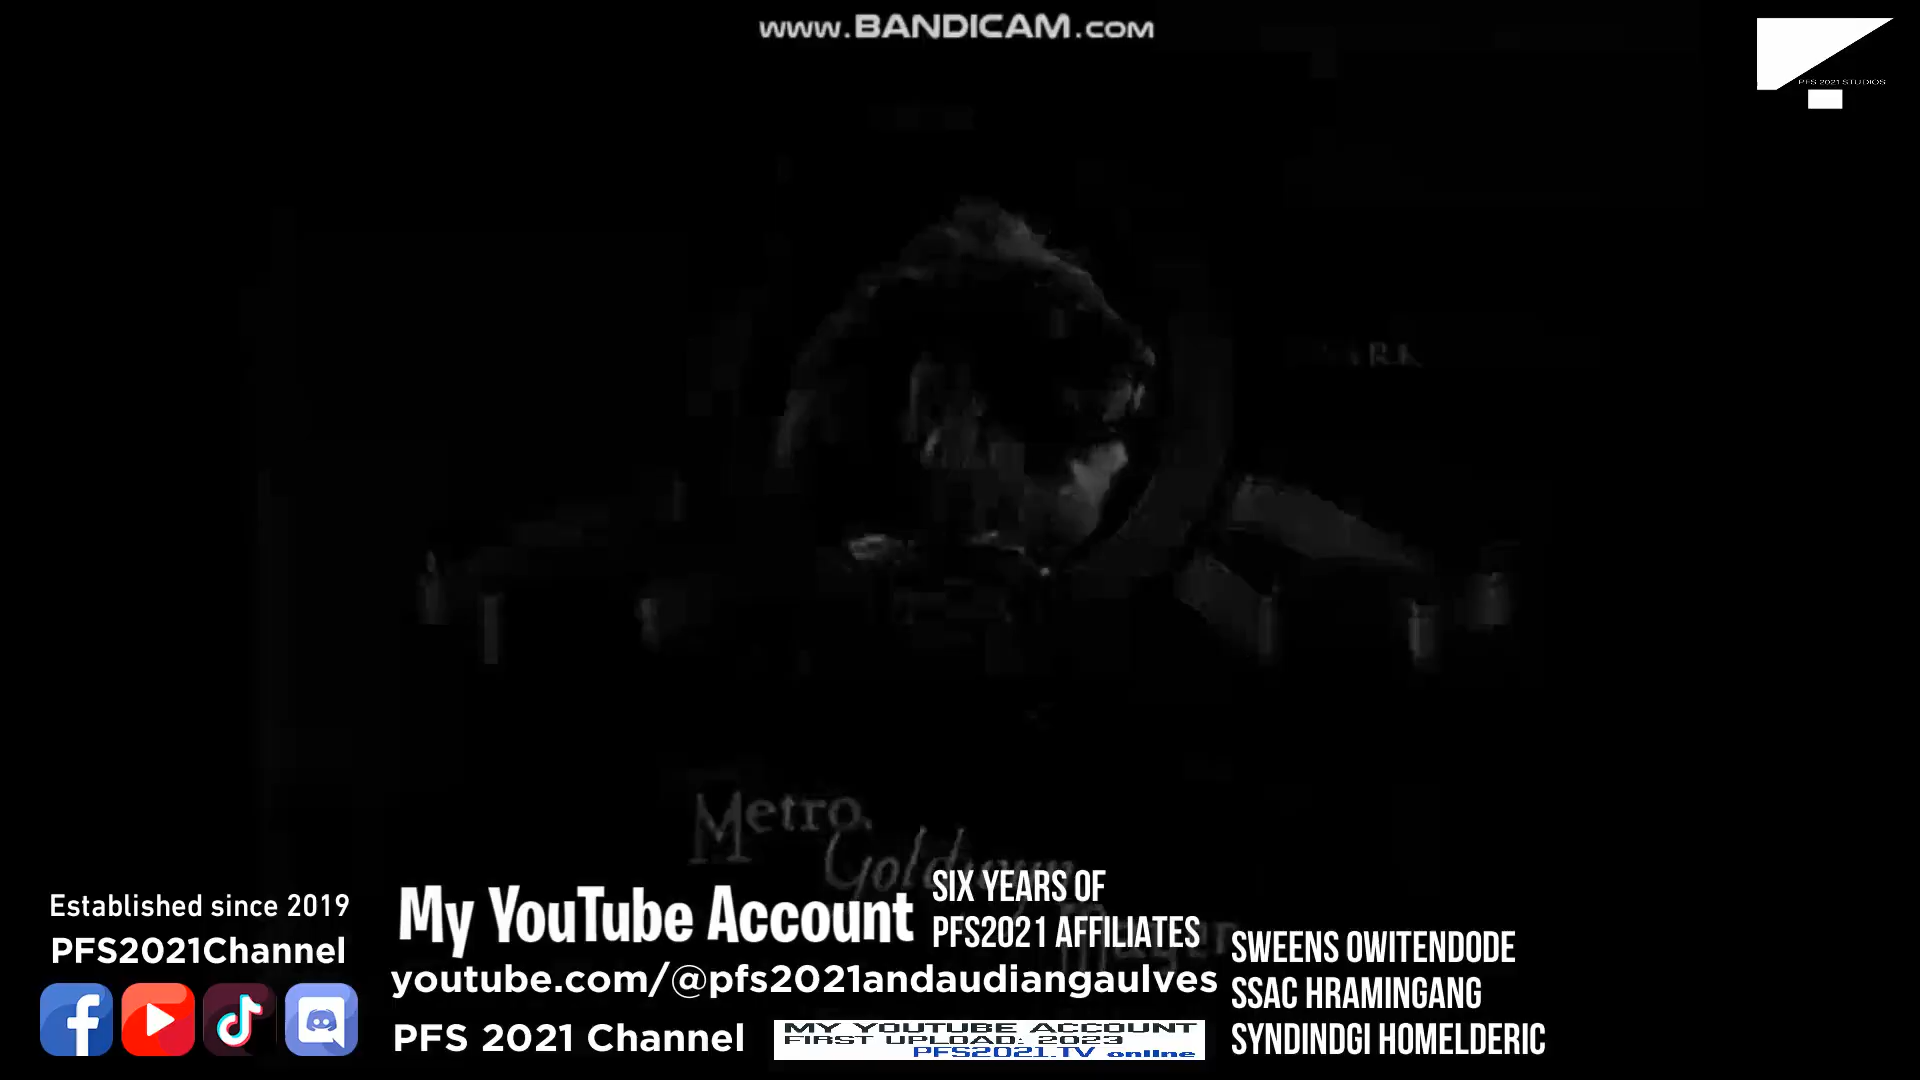 www.BANDICAM.com
PFS 2021 STUDIOS
Metro
Goldwyn
Mayer
Established since 2019
PFS2021Channel
My YouTube Account
SIX YEARS OF
PFS2021 AFFILIATES
youtube.com/@pfs2021andaudiangaulves
PFS 2021 Channel
MY YOUTUBE ACCOUNT
FIRST UPLOAD: 2023
PFS2021.TV online
SWEENS OWITENDODE
SSAC HRAMINGANG
SYNDINDGI HOMELDERIC